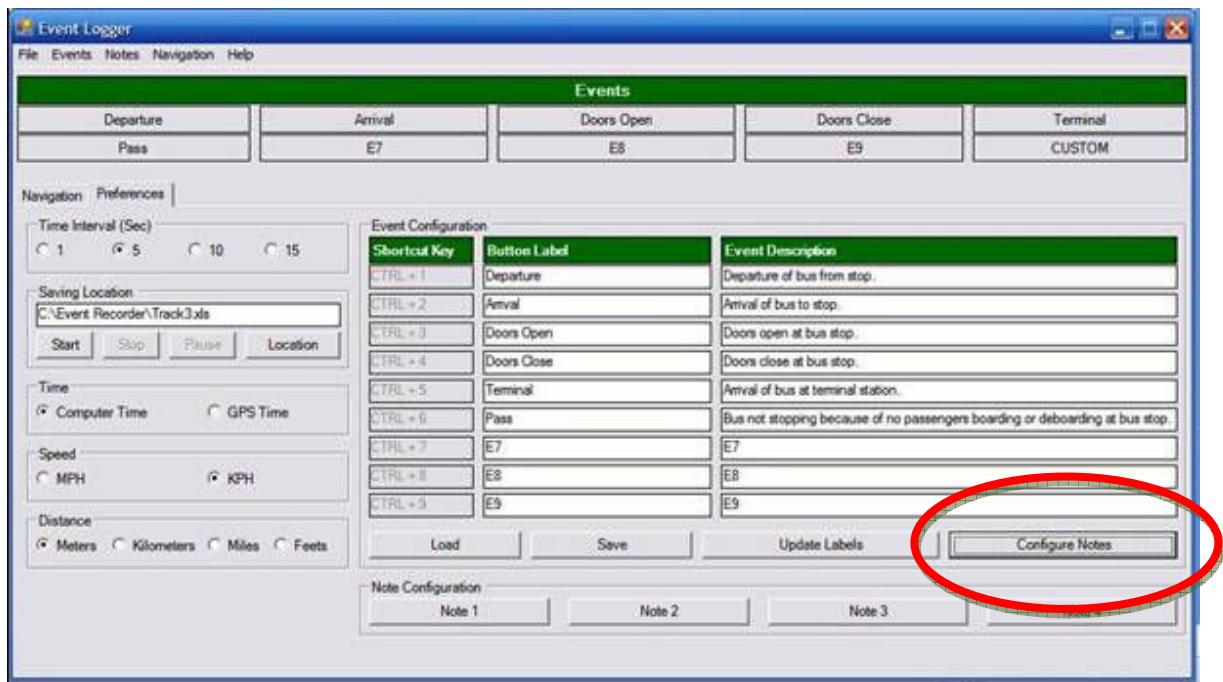 Event Logger
File Events Notes Navigation Help
Events
Departure Arrival Doors Open Doors Close Terminal
Pass E7 E8 E9 CUSTOM
Navigation Preferences
Time Interval (Sec)
1 5 10 15
Saving Location
C:\Event Recorder\Track3.xls
Start Stop Pause Location
Time
Computer Time GPS Time
Speed
MPH KPH
Distance
Meters Kilometers Miles Feets
Event Configuration
Shortcut Key Button Label Event Description
CTRL + 1 Departure Departure of bus from stop.
CTRL + 2 Arrival Arrival of bus to stop.
CTRL + 3 Doors Open Doors open at bus stop.
CTRL + 4 Doors Close Doors close at bus stop.
CTRL + 5 Terminal Arrival of bus at terminal station.
CTRL + 6 Pass Bus not stopping because of no passengers boarding or deboarding at bus stop.
CTRL + 7 E7 E7
CTRL + 8 E8 E8
CTRL + 9 E9 E9
Load Save Update Labels Configure Notes
Note Configuration
Note 1 Note 2 Note 3